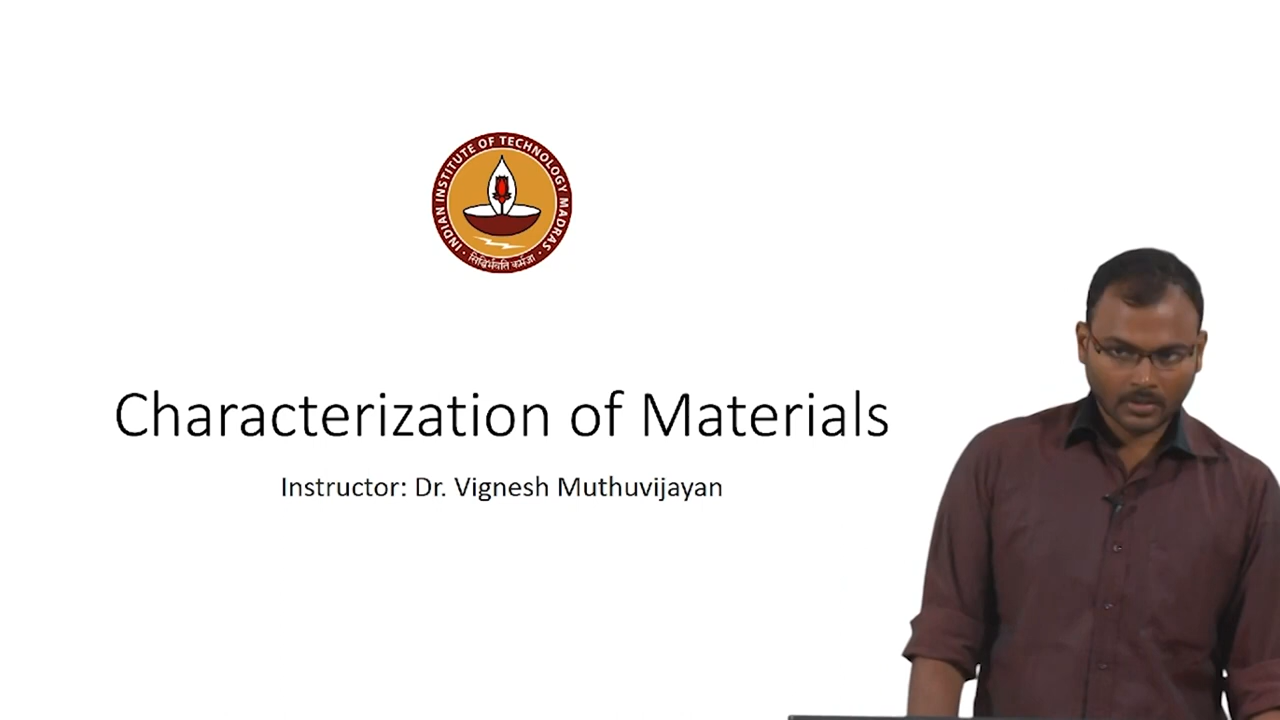 INDIAN INSTITUTE OF TECHNOLOGY MADRAS
सिद्धिर्भवति कर्मजा
Characterization of Materials
Instructor: Dr. Vignesh Muthuvijayan